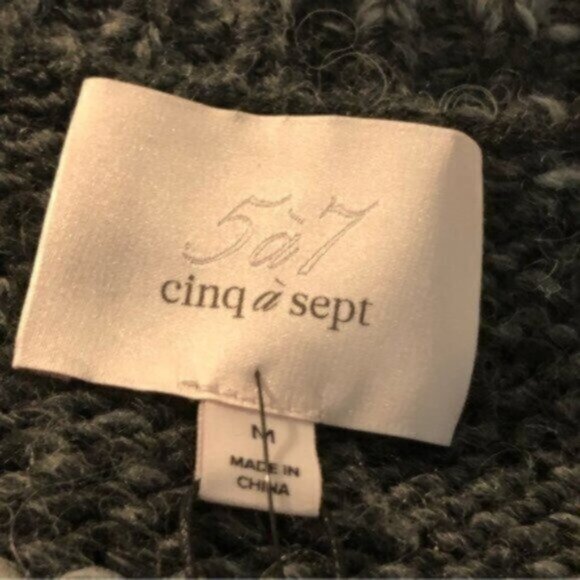 5à7
cinq à sept
M
MADE IN
CHINA